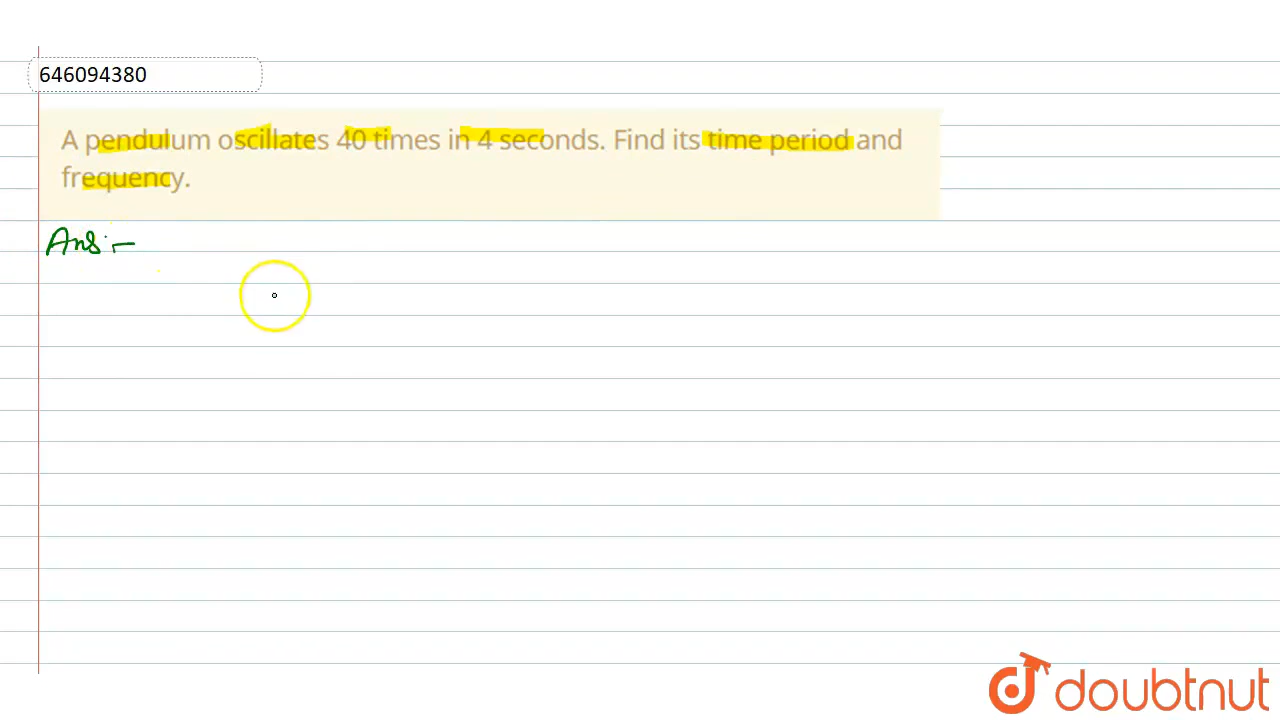 646094380
A pendulum oscillates 40 times in 4 seconds. Find its time period and
frequency.
Ans:-
doubtnut